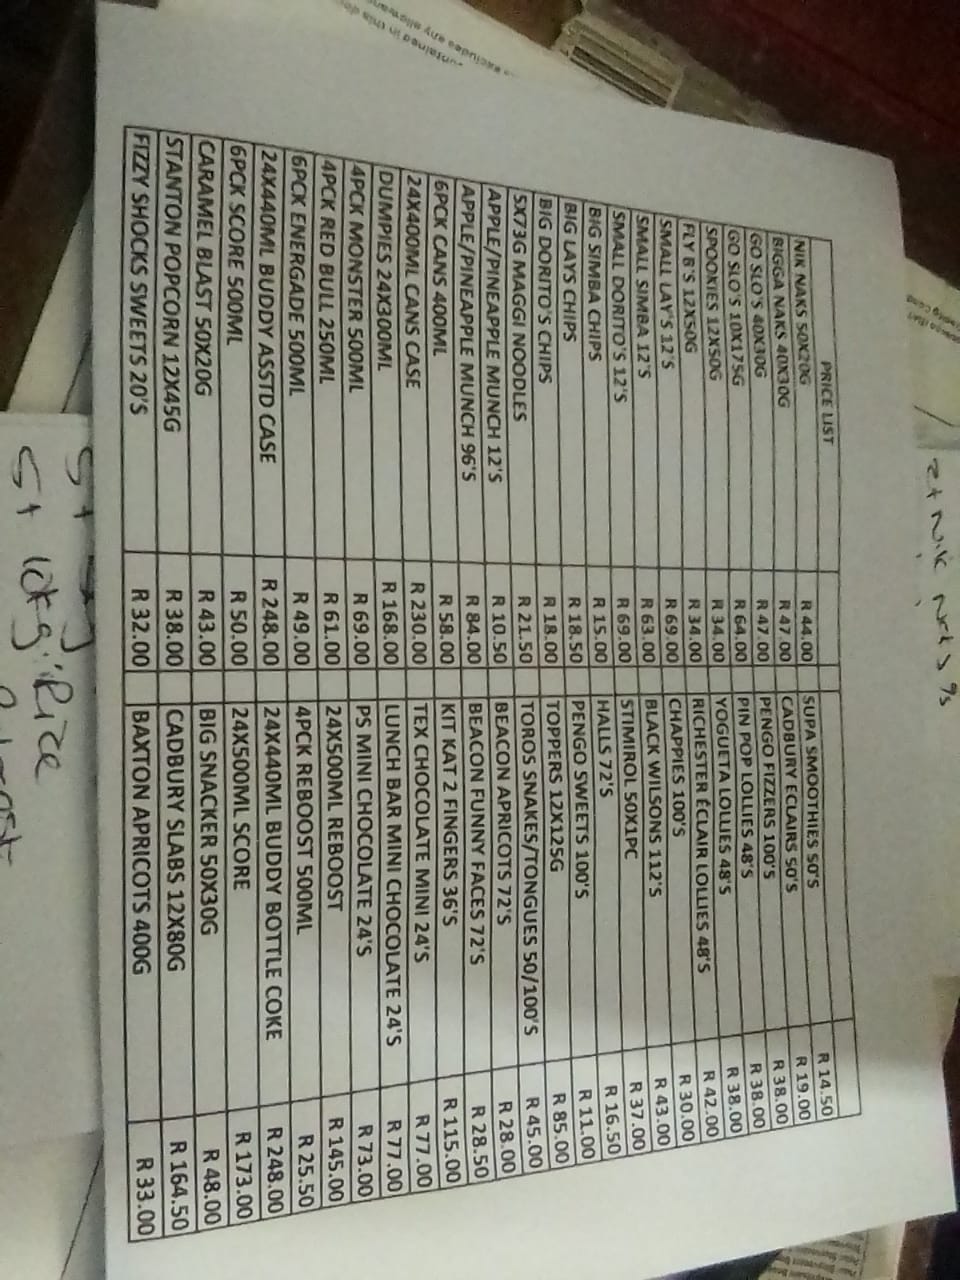 2+ Nik Naks 9s
PRICE LIST
NIK NAKS 50X20G R 44.00 SUPA SMOOTHIES 50'S R 14.50
BIGGA NAKS 40X30G R 47.00 CADBURY ECLAIRS 50'S R 19.00
GO SLO'S 40X30G R 47.00 PENGO FIZZERS 100'S R 38.00
GO SLO'S 10X175G R 64.00 PIN POP LOLLIES 48'S R 38.00
SPOOKIES 12X50G R 34.00 YOGUETA LOLLIES 48'S R 38.00
FLY B'S 12X50G R 34.00 RICHESTER ÉCLAIR LOLLIES 48'S R 42.00
SMALL LAY'S 12'S R 69.00 CHAPPIES 100'S R 30.00
SMALL SIMBA 12'S R 63.00 BLACK WILSONS 112'S R 43.00
SMALL DORITO'S 12'S R 69.00 STIMIROL 50X1PC R 37.00
BIG SIMBA CHIPS R 15.00 HALLS 72'S R 16.50
BIG LAYS CHIPS R 18.50 PENGO SWEETS 100'S R 11.00
BIG DORITO'S CHIPS R 18.00 TOPPERS 12X125G R 85.00
5X73G MAGGI NOODLES R 21.50 TOROS SNAKES/TONGUES 50/100'S R 45.00
APPLE/PINEAPPLE MUNCH 12'S R 10.50 BEACON APRICOTS 72'S R 28.00
APPLE/PINEAPPLE MUNCH 96'S R 84.00 BEACON FUNNY FACES 72'S R 28.50
6PCK CANS 400ML R 58.00 KIT KAT 2 FINGERS 36'S R 115.00
24X400ML CANS CASE R 230.00 TEX CHOCOLATE MINI 24'S R 77.00
DUMPIES 24X300ML R 168.00 LUNCH BAR MINI CHOCOLATE 24'S R 77.00
4PCK MONSTER 500ML R 69.00 PS MINI CHOCOLATE 24'S R 73.00
4PCK RED BULL 250ML R 61.00 24X500ML REBOOST R 145.00
6PCK ENERGADE 500ML R 49.00 4PCK REBOOST 500ML R 25.50
24X440ML BUDDY ASSTD CASE R 248.00 24X440ML BUDDY BOTTLE COKE R 248.00
6PCK SCORE 500ML R 50.00 24X500ML SCORE R 173.00
CARAMEL BLAST 50X20G R 43.00 BIG SNACKER 50X30G R 48.00
STANTON POPCORN 12X45G R 38.00 CADBURY SLABS 12X80G R 164.50
FIZZY SHOCKS SWEETS 20'S R 32.00 BAXTON APRICOTS 400G R 33.00
5+ 10kg Rice